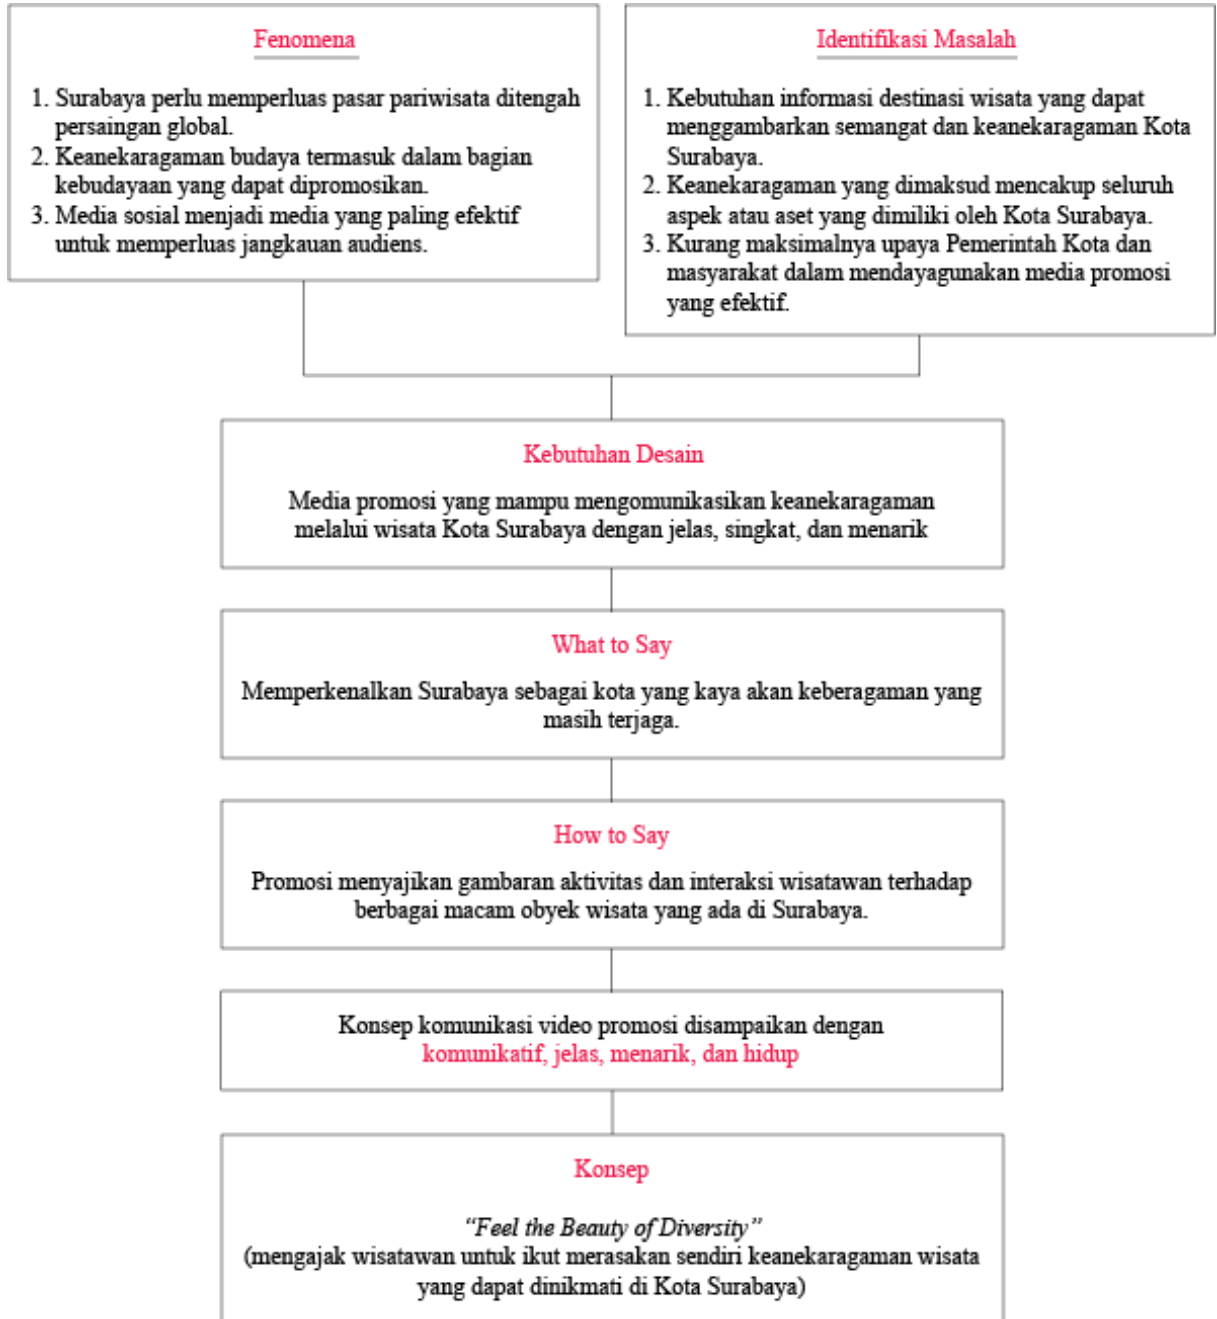 Fenomena
1. Surabaya perlu memperluas pasar pariwisata ditengah
persaingan global.
2. Keanekaragaman budaya termasuk dalam bagian
kebudayaan yang dapat dipromosikan.
3. Media sosial menjadi media yang paling efektif
untuk memperluas jangkauan audiens.
Identifikasi Masalah
1. Kebutuhan informasi destinasi wisata yang dapat
menggambarkan semangat dan keanekaragaman Kota
Surabaya.
2. Keanekaragaman yang dimaksud mencakup seluruh
aspek atau aset yang dimiliki oleh Kota Surabaya.
3. Kurang maksimalnya upaya Pemerintah Kota dan
masyarakat dalam mendayagunakan media promosi
yang efektif.
Kebutuhan Desain
Media promosi yang mampu mengomunikasikan keanekaragaman
melalui wisata Kota Surabaya dengan jelas, singkat, dan menarik
What to Say
Memperkenalkan Surabaya sebagai kota yang kaya akan keberagaman yang
masih terjaga.
How to Say
Promosi menyajikan gambaran aktivitas dan interaksi wisatawan terhadap
berbagai macam obyek wisata yang ada di Surabaya.
Konsep komunikasi video promosi disampaikan dengan
komunikatif, jelas, menarik, dan hidup
Konsep
“Feel the Beauty of Diversity”
(mengajak wisatawan untuk ikut merasakan sendiri keanekaragaman wisata
yang dapat dinikmati di Kota Surabaya)